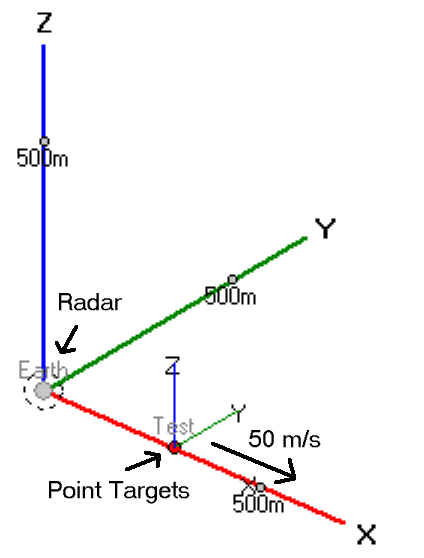 Z
500m
Y
500m
Radar
Earth
Z
Y
Test
50 m/s
Point Targets
X
500m
X